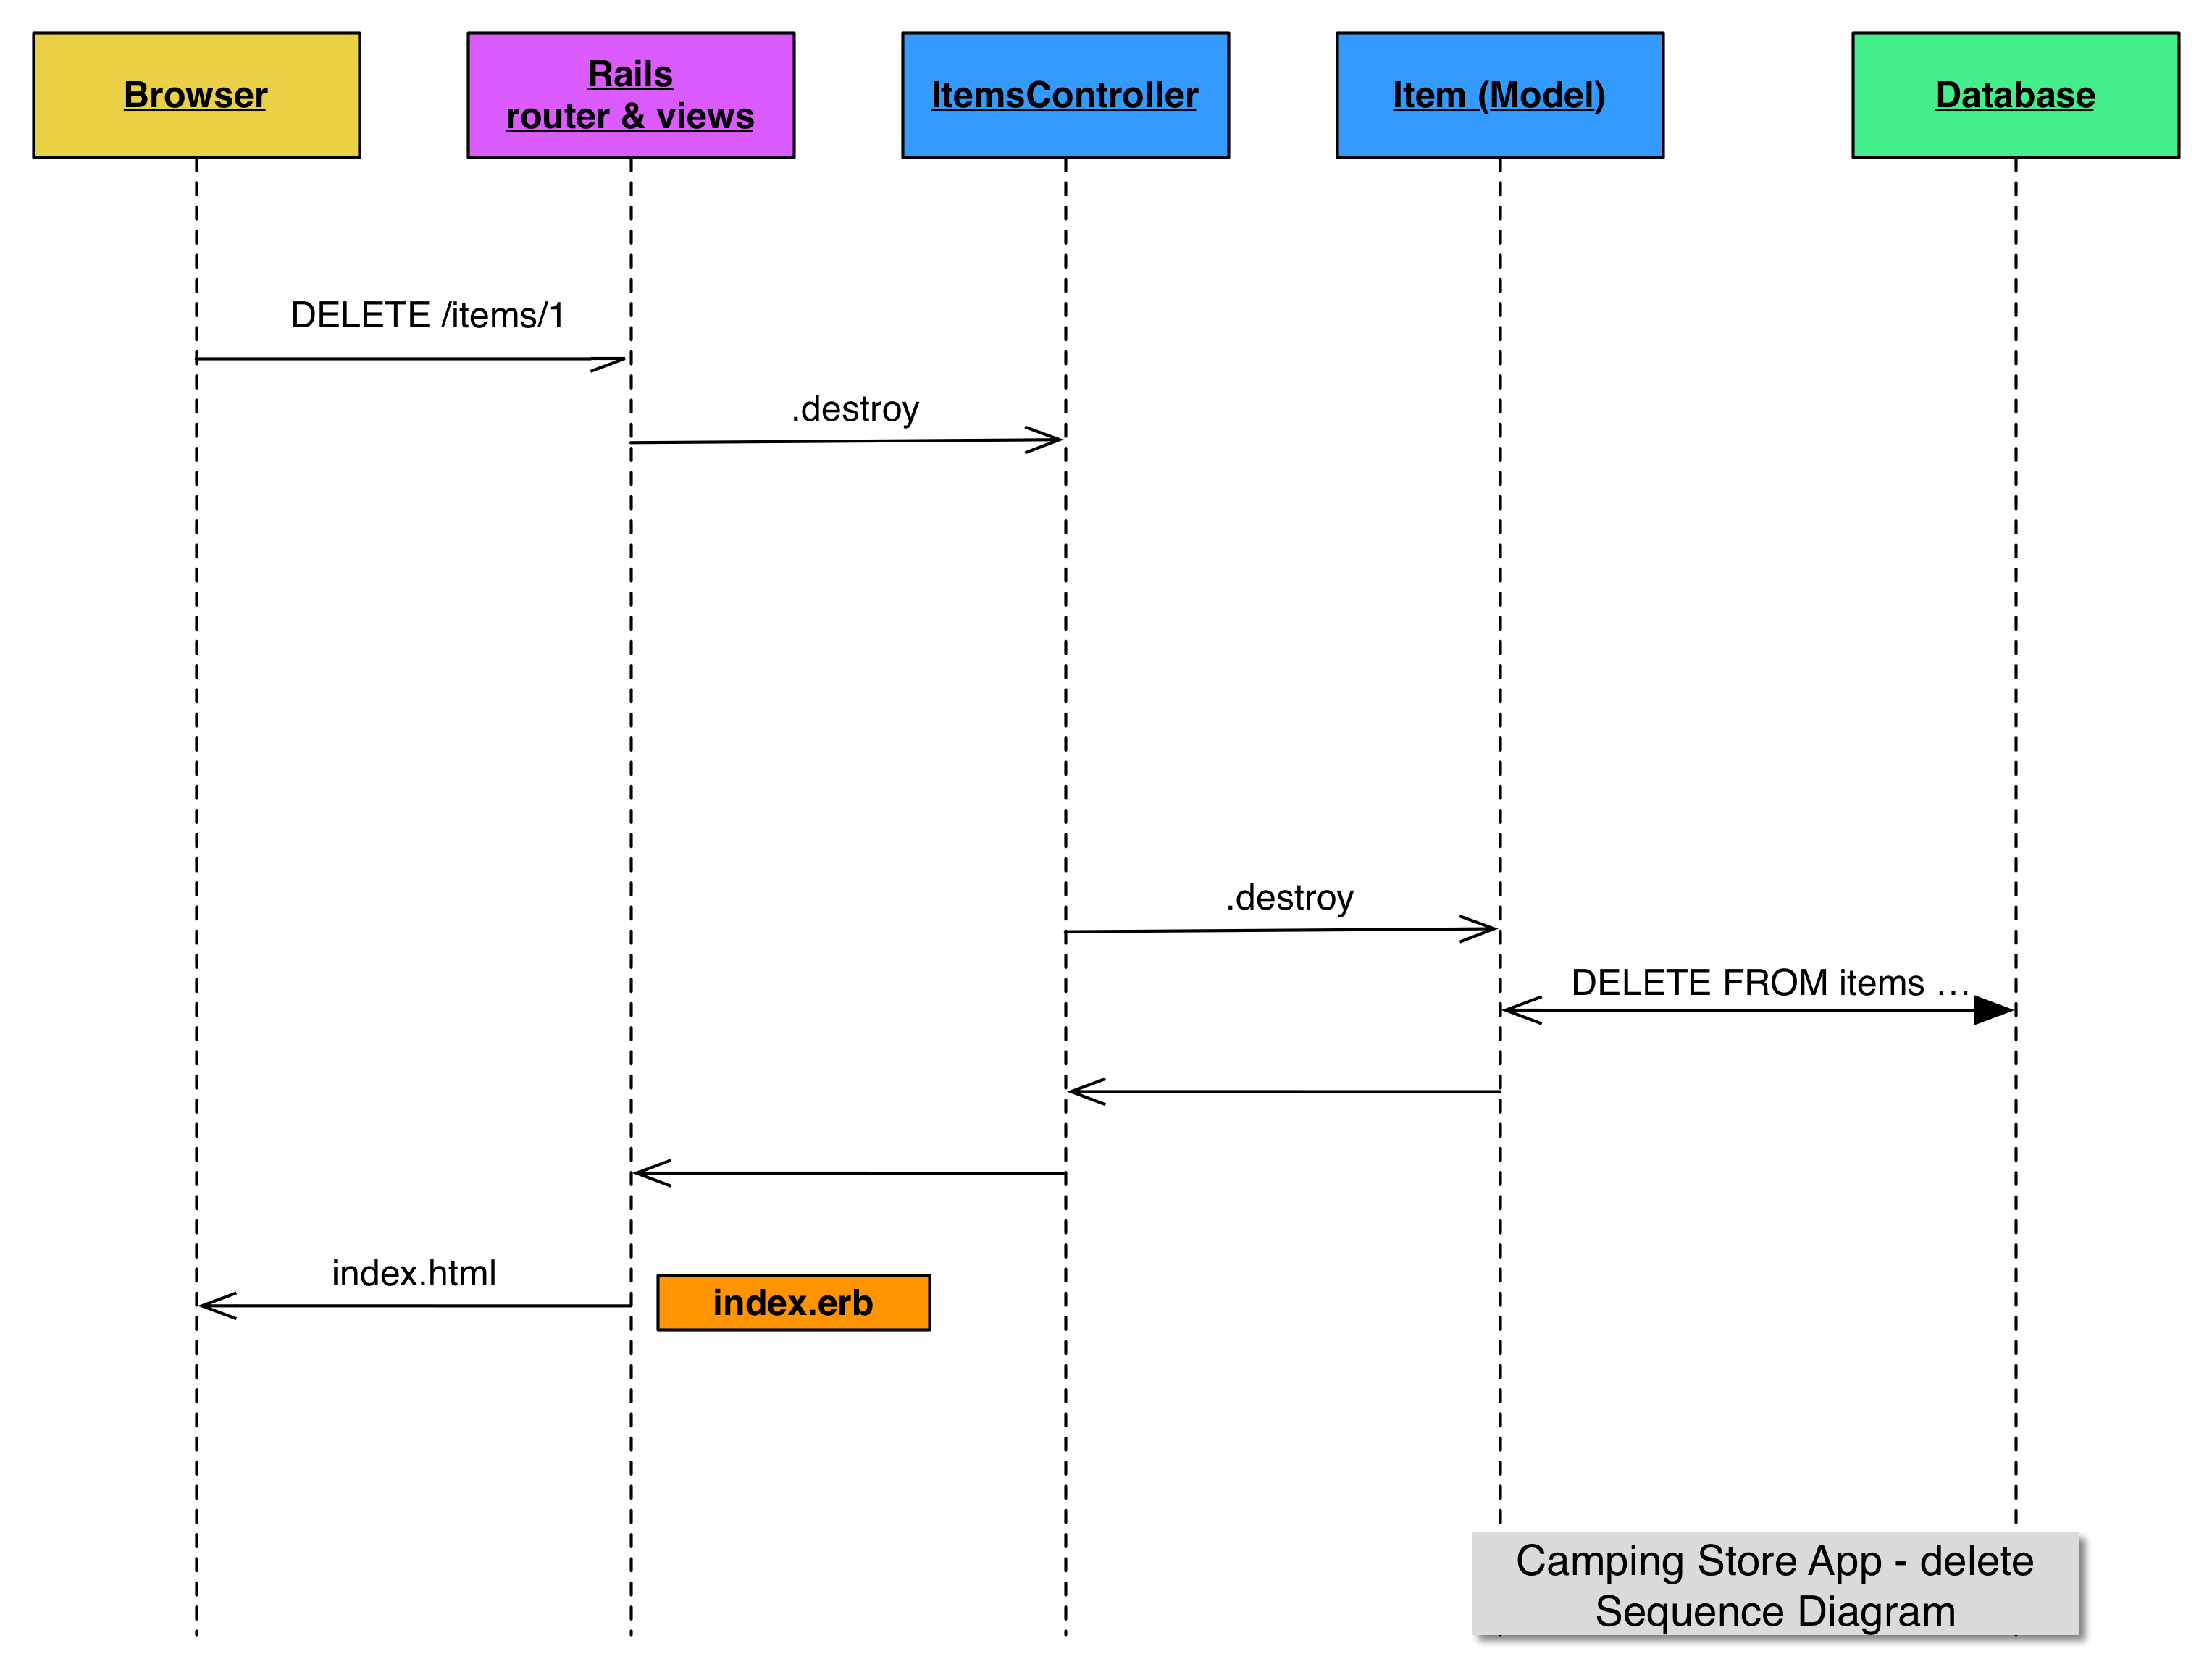 Browser
Rails
router & views
ItemsController
Item (Model)
Database
DELETE /items/1
.destroy
.destroy
DELETE FROM items …
index.html
index.erb
Camping Store App - delete
Sequence Diagram